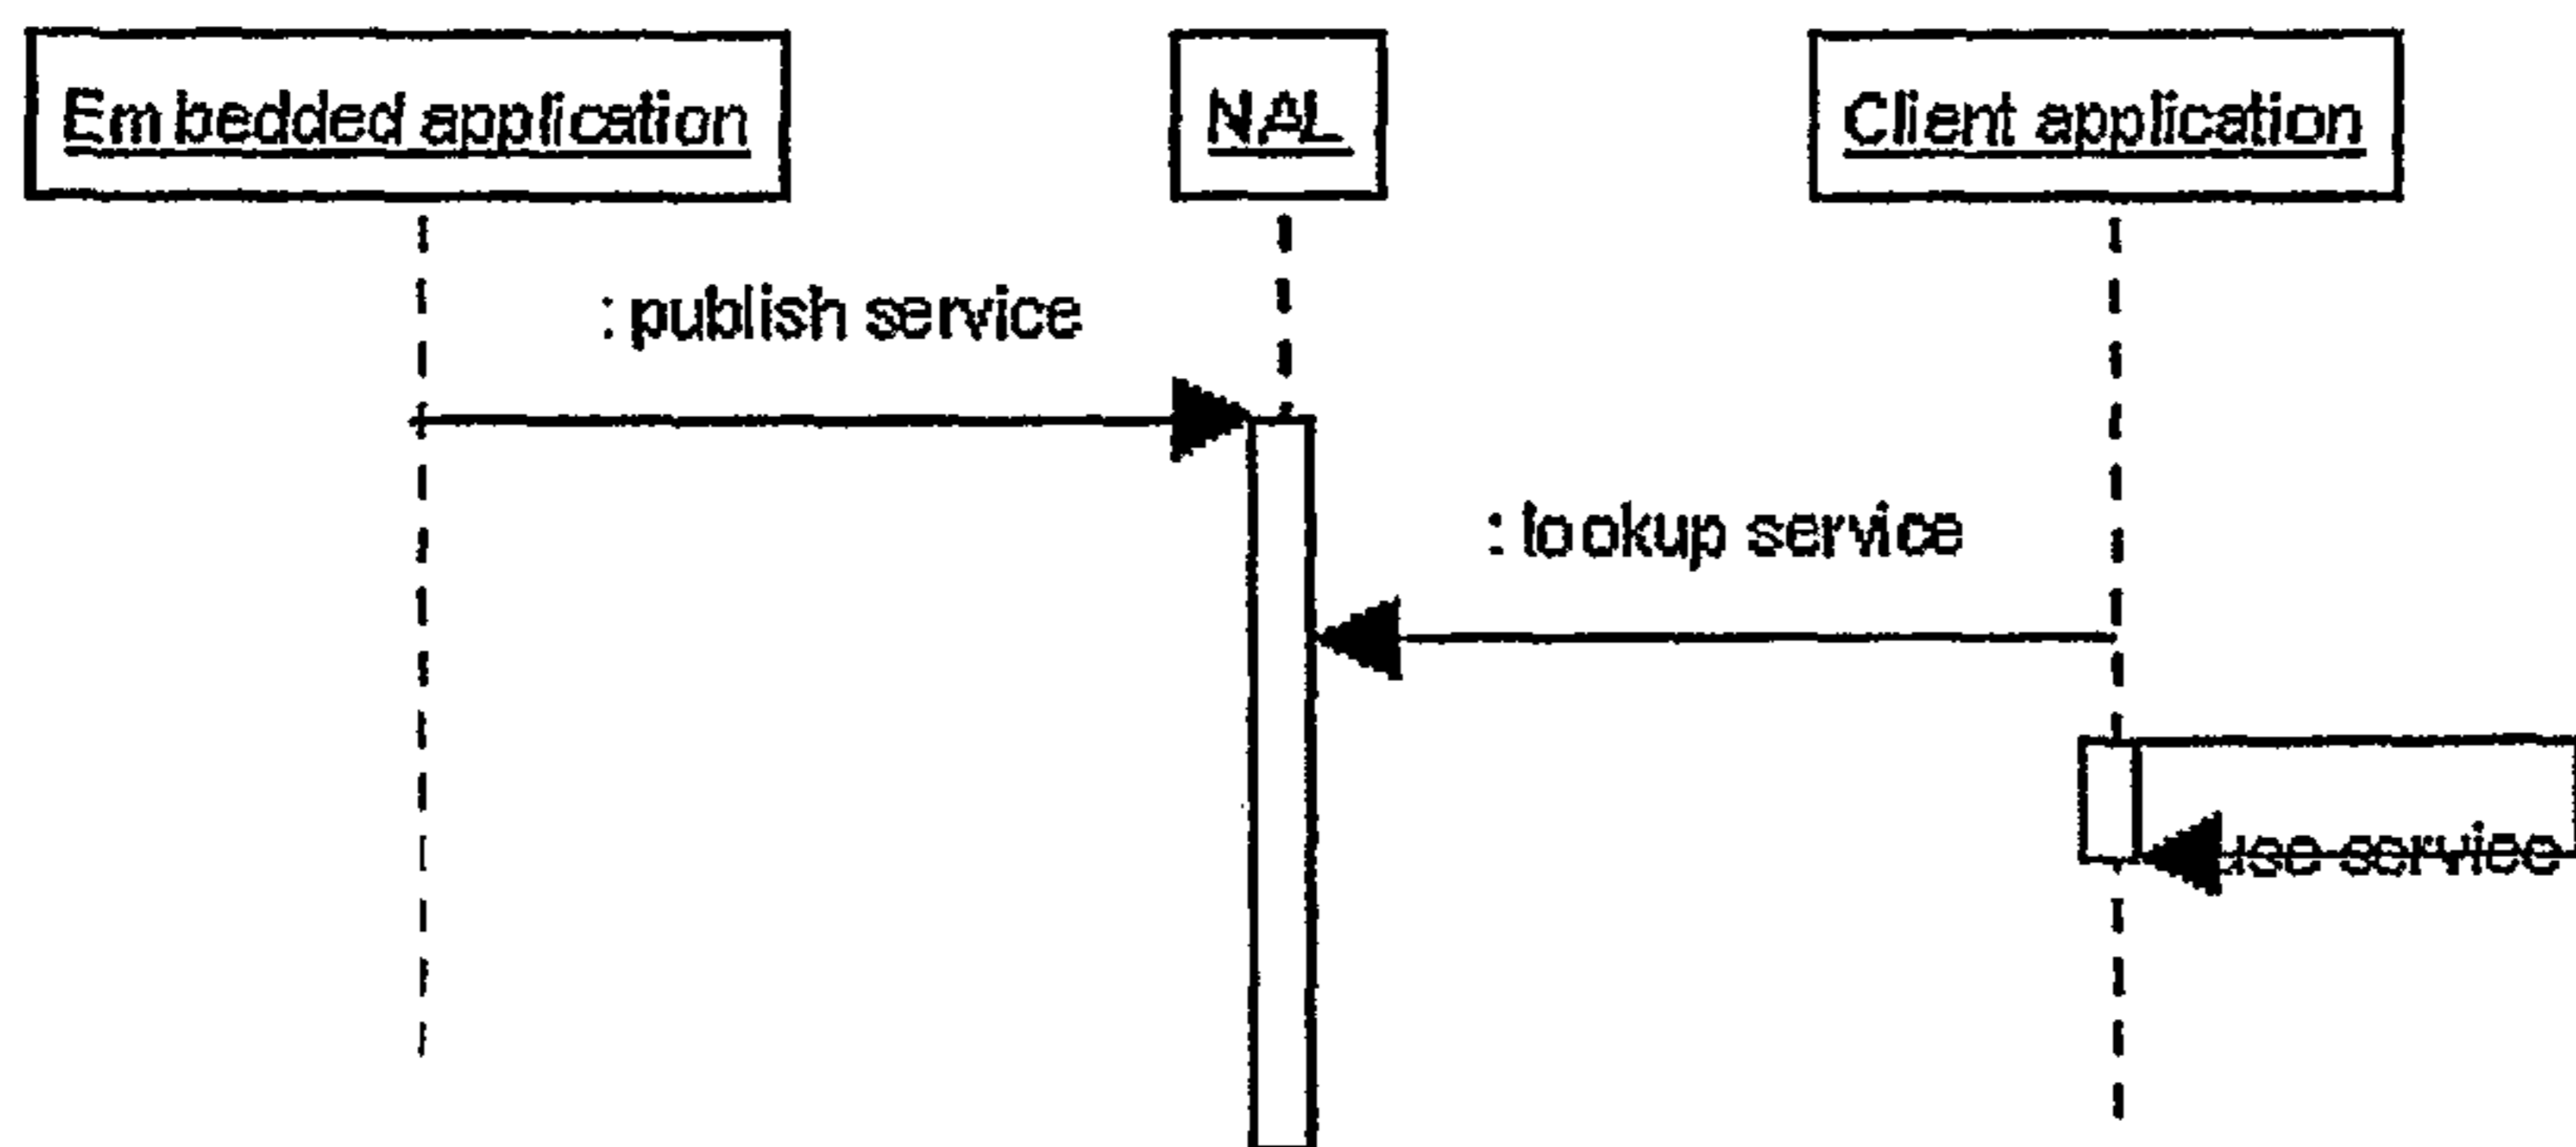 Embedded application
NAL
Client application
: publish service
: lookup service
use service